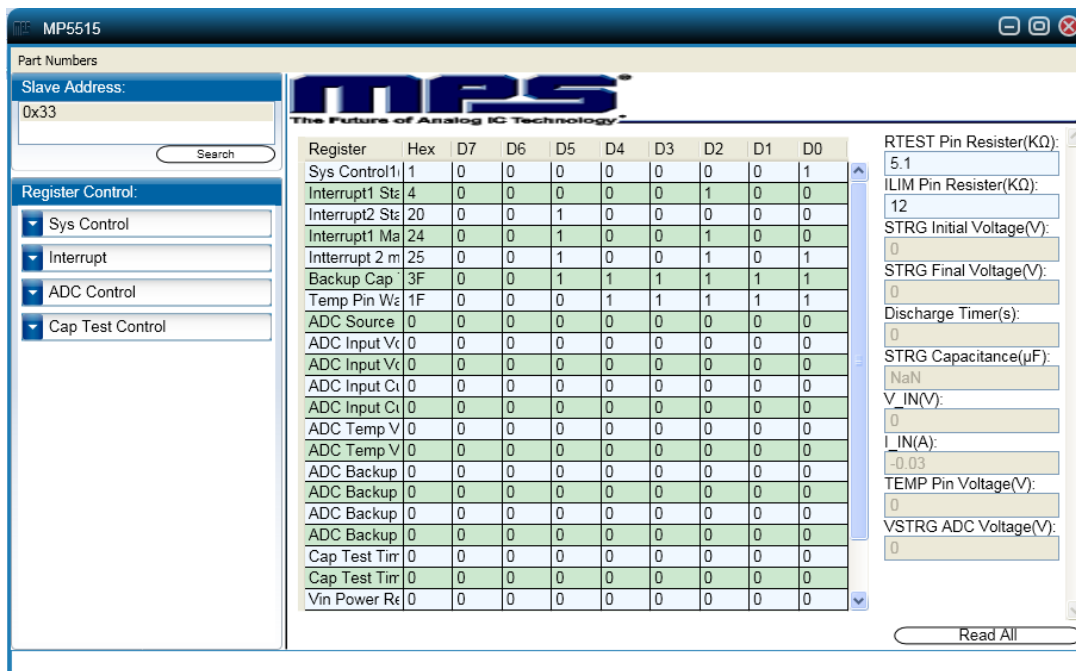 MP5515
Part Numbers
Slave Address:
0x33
Search
Register Control:
Sys Control
Interrupt
ADC Control
Cap Test Control
MPS
The Future of Analog IC Technology
Register Hex D7 D6 D5 D4 D3 D2 D1 D0
Sys Control1( 1 0 0 0 0 0 0 0 1
Interrupt1 Sta 4 0 0 0 0 0 1 0 0
Interrupt2 Sta 20 0 0 1 0 0 0 0 0
Interrupt1 Ma 24 0 0 1 0 0 1 0 0
Intterrupt 2 m 25 0 0 1 0 0 1 0 1
Backup Cap 3F 0 0 1 1 1 1 1 1
Temp Pin Wa 1F 0 0 0 1 1 1 1 1
ADC Source 0 0 0 0 0 0 0 0 0
ADC Input Vo 0 0 0 0 0 0 0 0 0
ADC Input Vo 0 0 0 0 0 0 0 0 0
ADC Input Cu 0 0 0 0 0 0 0 0 0
ADC Input Cu 0 0 0 0 0 0 0 0 0
ADC Temp V 0 0 0 0 0 0 0 0 0
ADC Temp V 0 0 0 0 0 0 0 0 0
ADC Backup 0 0 0 0 0 0 0 0 0
ADC Backup 0 0 0 0 0 0 0 0 0
ADC Backup 0 0 0 0 0 0 0 0 0
ADC Backup 0 0 0 0 0 0 0 0 0
Cap Test Tim 0 0 0 0 0 0 0 0 0
Cap Test Tim 0 0 0 0 0 0 0 0 0
Vin Power Re 0 0 0 0 0 0 0 0 0
RTEST Pin Resister(KΩ):
5.1
ILIM Pin Resister(KΩ):
12
STRG Initial Voltage(V):
0
STRG Final Voltage(V):
0
Discharge Timer(s):
0
STRG Capacitance(µF):
NaN
V_IN(V):
0
I_IN(A):
-0.03
TEMP Pin Voltage(V):
0
VSTRG ADC Voltage(V):
0
Read All